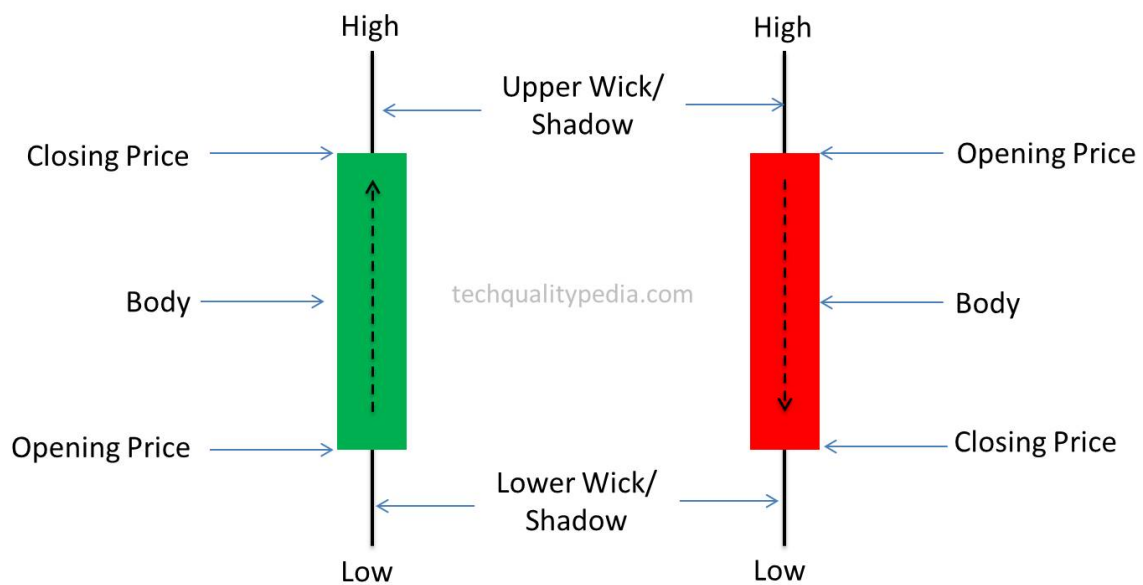 High
High
Upper Wick/
Shadow
Closing Price
Opening Price
techqualitypedia.com
Body
Body
Opening Price
Closing Price
Lower Wick/
Shadow
Low
Low